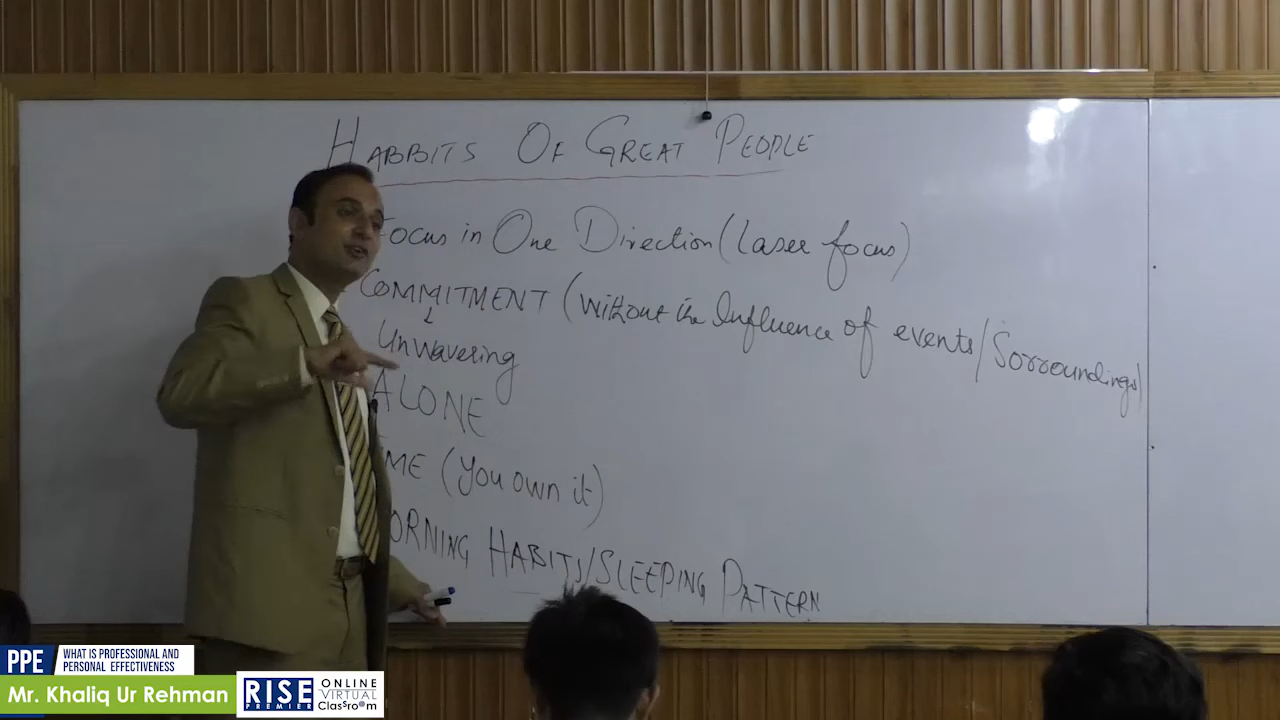 HABBITS OF GREAT PEOPLE
Focus in One Direction (Laser focus)
COMMITMENT (Without the Influence of events/Sorroundings)
Unwavering
ALONE
IME (You own it)
ORNING HABITS/SLEEPING PATTERN
PPE WHAT IS PROFESSIONAL AND
PERSONAL EFFECTIVENESS
Mr. Khaliq Ur Rehman
RISE PREMIER ONLINE VIRTUAL Classroom